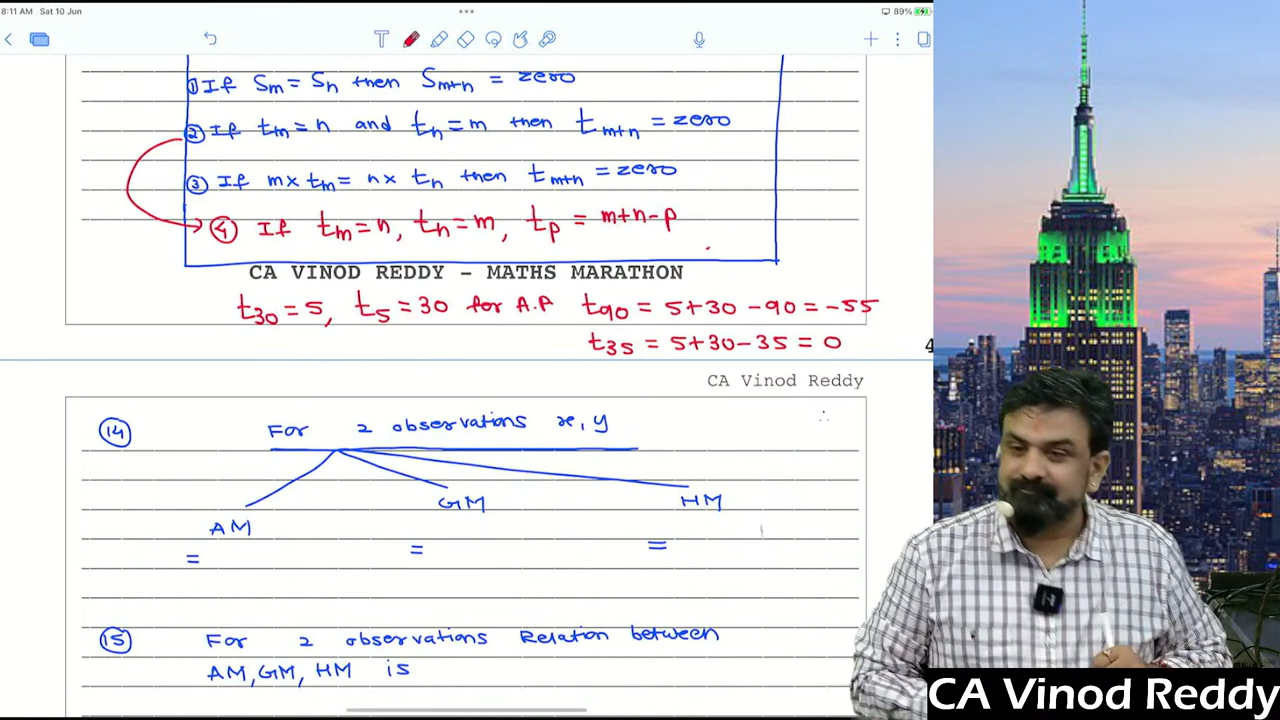 8:11 AM Sat 10 Jun
89%
① If Sm = Sn then Sm+n = zero
② If tm = n and tn = m then tm+n = zero
③ If m x tm = n x tn then tm+n = zero
④ If tm = n, tn = m, tp = m+n-p
CA VINOD REDDY - MATHS MARATHON
t30 = 5, t5 = 30 for A.P t90 = 5+30-90 = -55
t35 = 5+30-35 = 0
4
CA Vinod Reddy
⑭ For 2 observations x, y
AM GM HM
= = =
⑮ For 2 observations Relation between
AM, GM, HM is
CA Vinod Reddy